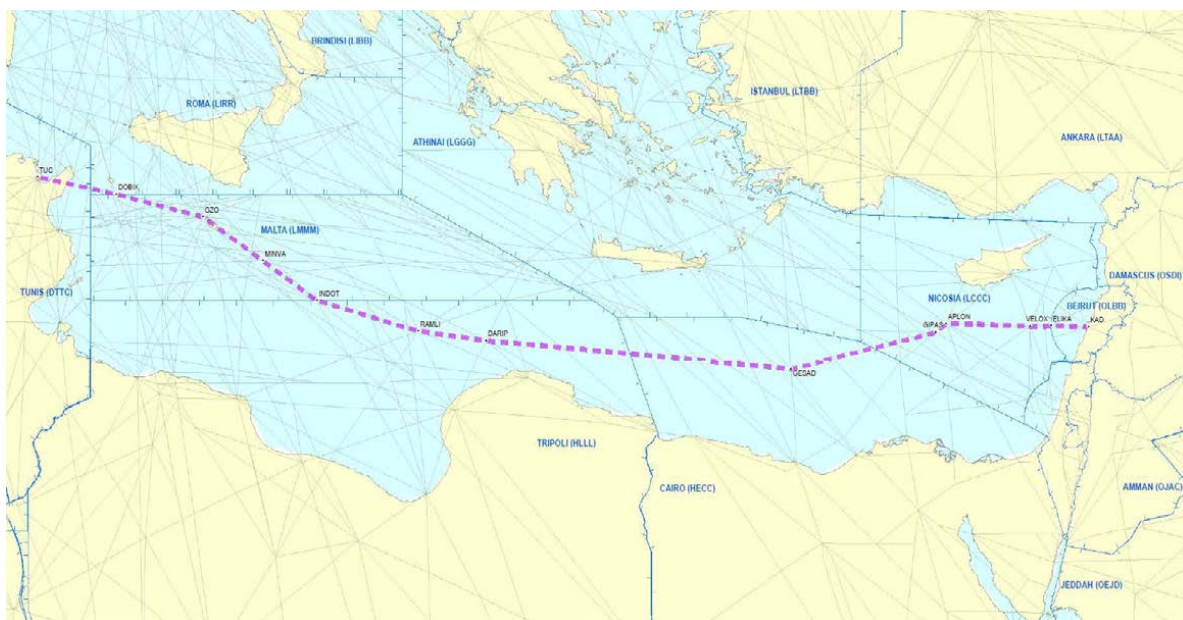 BRINDISI (LIBB)
ISTANBUL (LTBB)
ROMA (LIRR)
ATHINAI (LGGG)
ANKARA (LTAA)
TUC
DOBIK
GZO
MALTA (LMMM)
MINVA
DAMASCUS (OSDI)
TUNIS (DTTC)
INDOT
NICOSIA (LCCC)
BEIRUT (OLBB)
APLON
VELOX
ELIKA
KAD
RAMLI
GIPAS
DARIP
GESAD
TRIPOLI (HLLL)
CAIRO (HECC)
AMMAN (OJAC)
JEDDAH (OEJD)